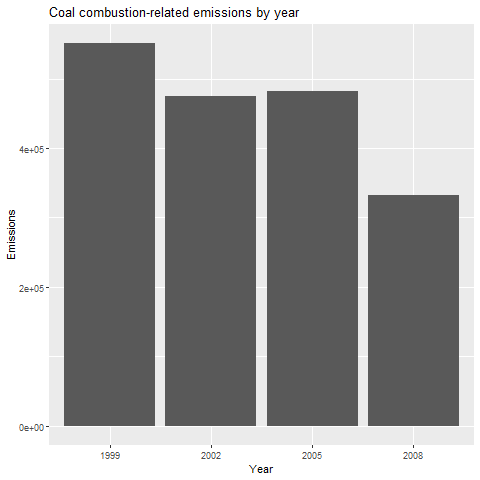 Coal combustion-related emissions by year
4e+05
2e+05
0e+00
Emissions
1999 2002 2005 2008
Year